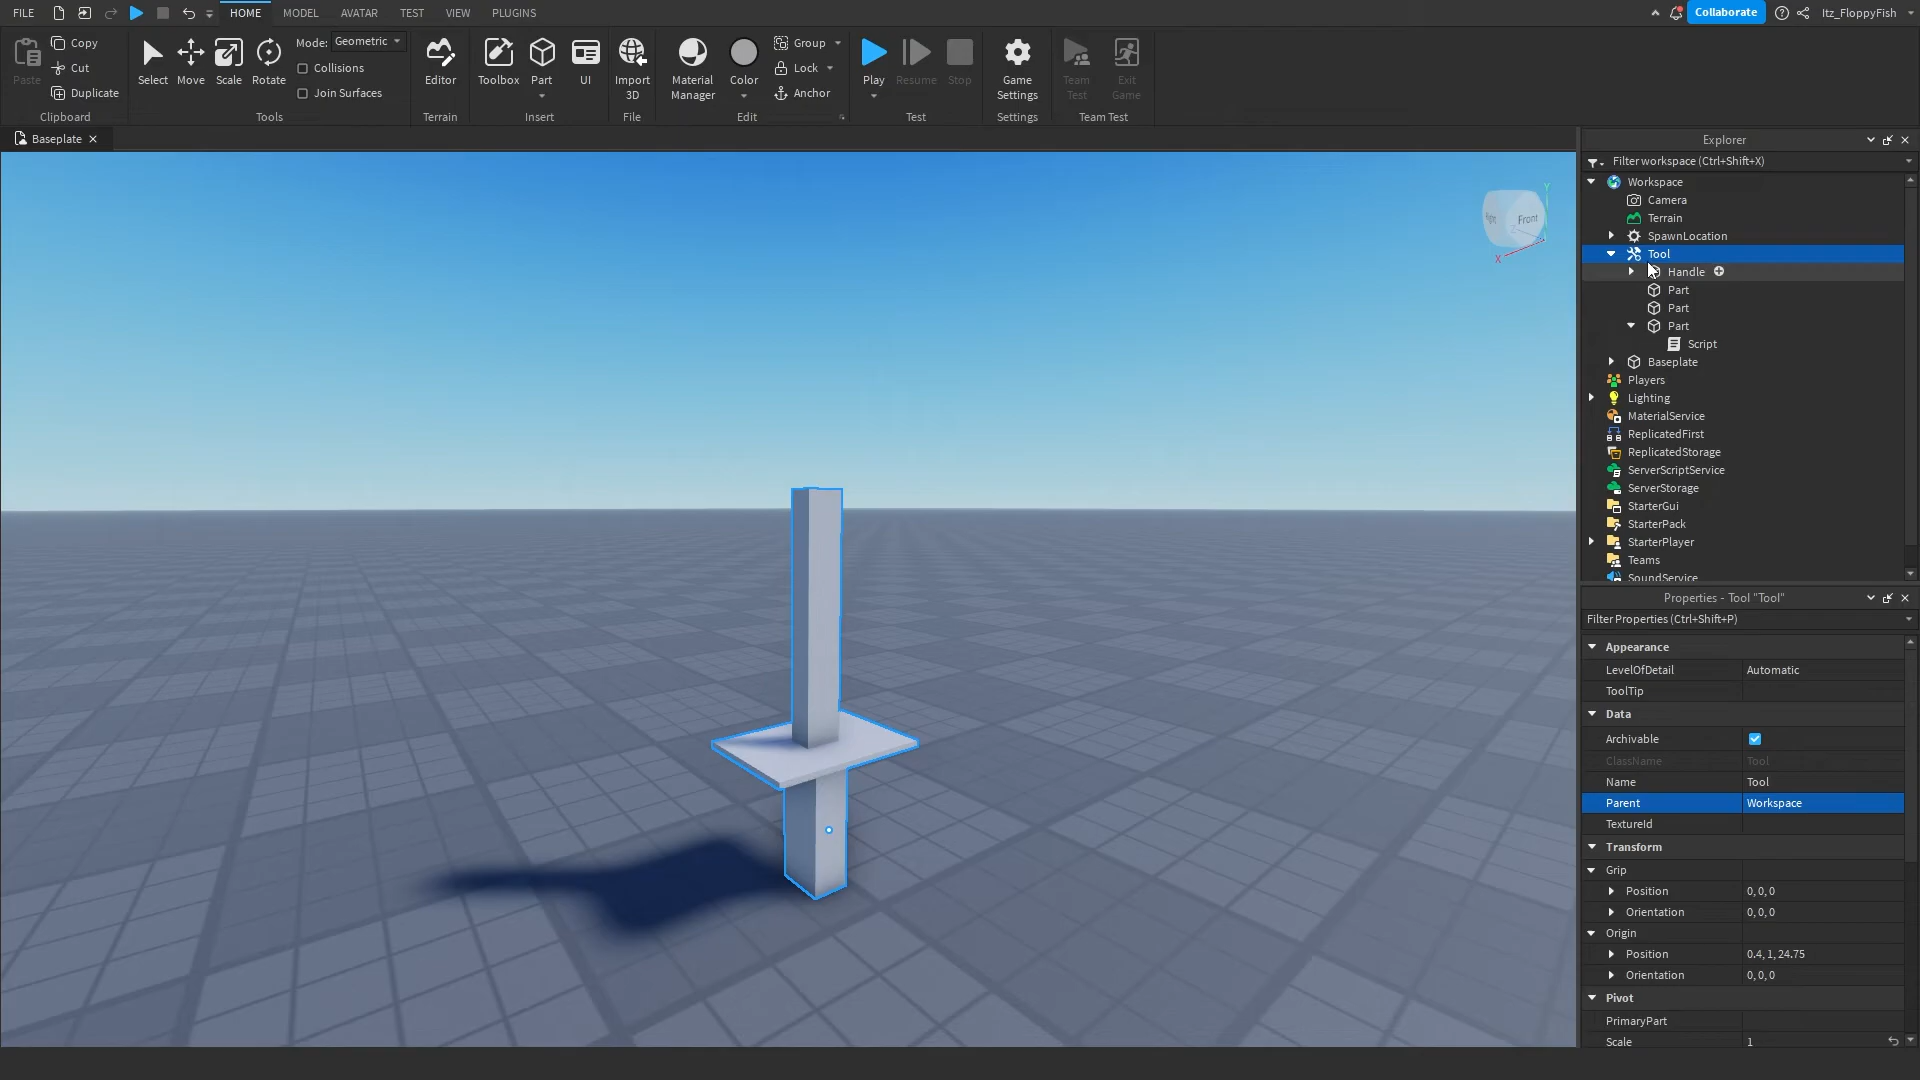 FILE HOME MODEL AVATAR TEST VIEW PLUGINS Collaborate Itz_FloppyFish
Paste Copy Cut Duplicate Clipboard
Select Move Scale Rotate Mode: Geometric Collisions Join Surfaces Tools
Editor Terrain
Toolbox Part UI Insert
Import 3D File
Material Manager Color Group Lock Anchor Edit
Play Resume Stop Test
Game Settings Settings
Team Test Exit Game Team Test
Baseplate
Right Front
Y
Z
X
Explorer
Filter workspace (Ctrl+Shift+X)
Workspace
Camera
Terrain
SpawnLocation
Tool
Handle
Part
Part
Part
Script
Baseplate
Players
Lighting
MaterialService
ReplicatedFirst
ReplicatedStorage
ServerScriptService
ServerStorage
StarterGui
StarterPack
StarterPlayer
Teams
SoundService
Properties - Tool "Tool"
Filter Properties (Ctrl+Shift+P)
Appearance
LevelOfDetail Automatic
ToolTip
Data
Archivable
ClassName Tool
Name Tool
Parent Workspace
TextureId
Transform
Grip
Position 0, 0, 0
Orientation 0, 0, 0
Origin
Position 0.4, 1, 24.75
Orientation 0, 0, 0
Pivot
PrimaryPart
Scale 1